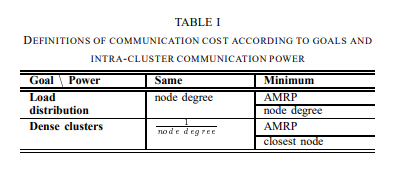 TABLE I
DEFINITIONS OF COMMUNICATION COST ACCORDING TO GOALS AND
INTRA-CLUSTER COMMUNICATION POWER
Goal \ Power Same Minimum
Load distribution node degree AMRP
node degree
Dense clusters 1/node degree AMRP
closest node